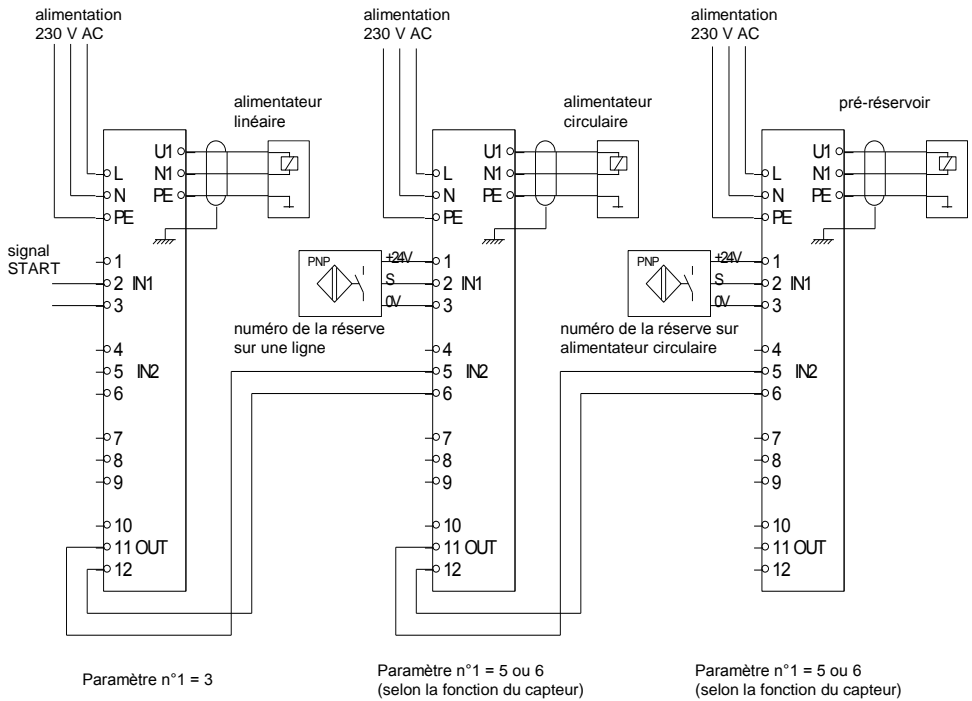 alimentation
230 V AC
alimentation
230 V AC
alimentation
230 V AC
alimentateur
linéaire
alimentateur
circulaire
pré-réservoir
U1
N1
PE
L
N
PE
signal
START
1
2 IN1
3
4
5 IN2
6
7
8
9
10
11 OUT
12
U1
N1
PE
L
N
PE
PNP
+24V
S
0V
numéro de la réserve
sur une ligne
1
2 IN1
3
4
5 IN2
6
7
8
9
10
11 OUT
12
U1
N1
PE
L
N
PE
PNP
+24V
S
0V
numéro de la réserve sur
alimentateur circulaire
1
2 IN1
3
4
5 IN2
6
7
8
9
10
11 OUT
12
Paramètre n°1 = 3
Paramètre n°1 = 5 ou 6
(selon la fonction du capteur)
Paramètre n°1 = 5 ou 6
(selon la fonction du capteur)